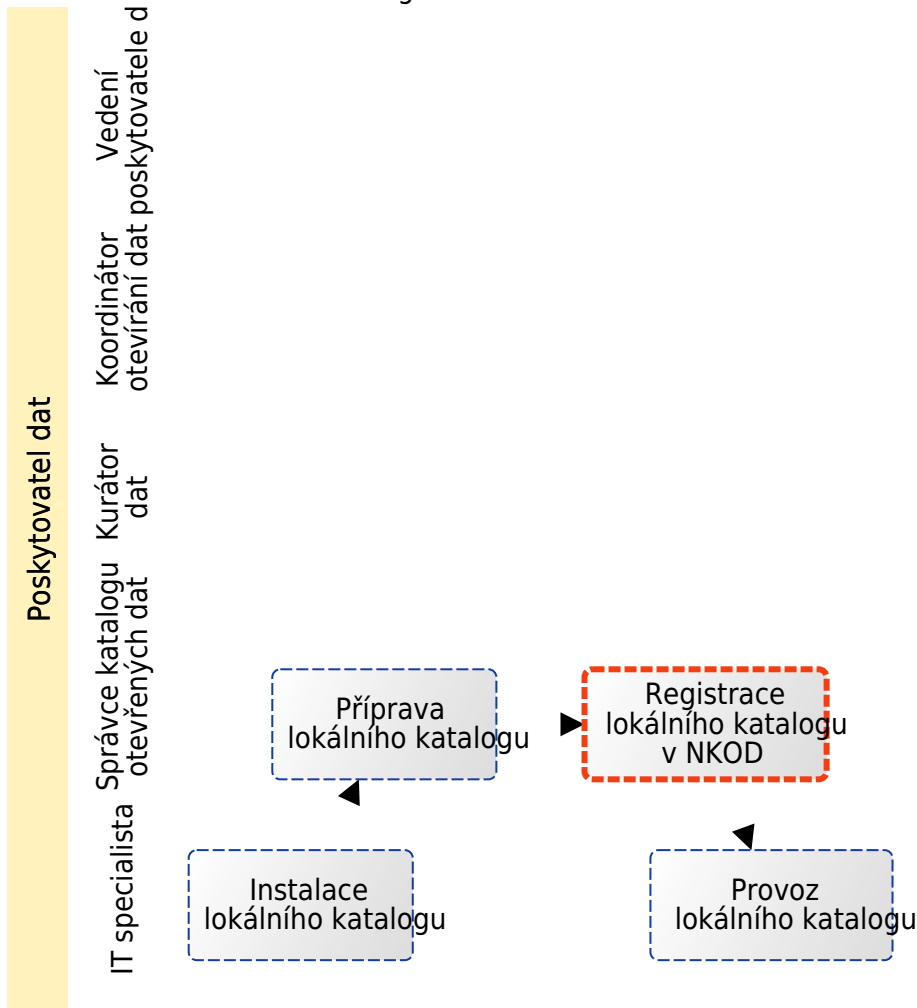 Poskytovatel dat
Vedení
poskytovatele d
Koordinátor
otevírání dat
Kurátor
dat
Správce katalogu
otevřených dat
IT specialista
Příprava
lokálního katalogu
Registrace
lokálního katalogu
v NKOD
Instalace
lokálního katalogu
Provoz
lokálního katalogu